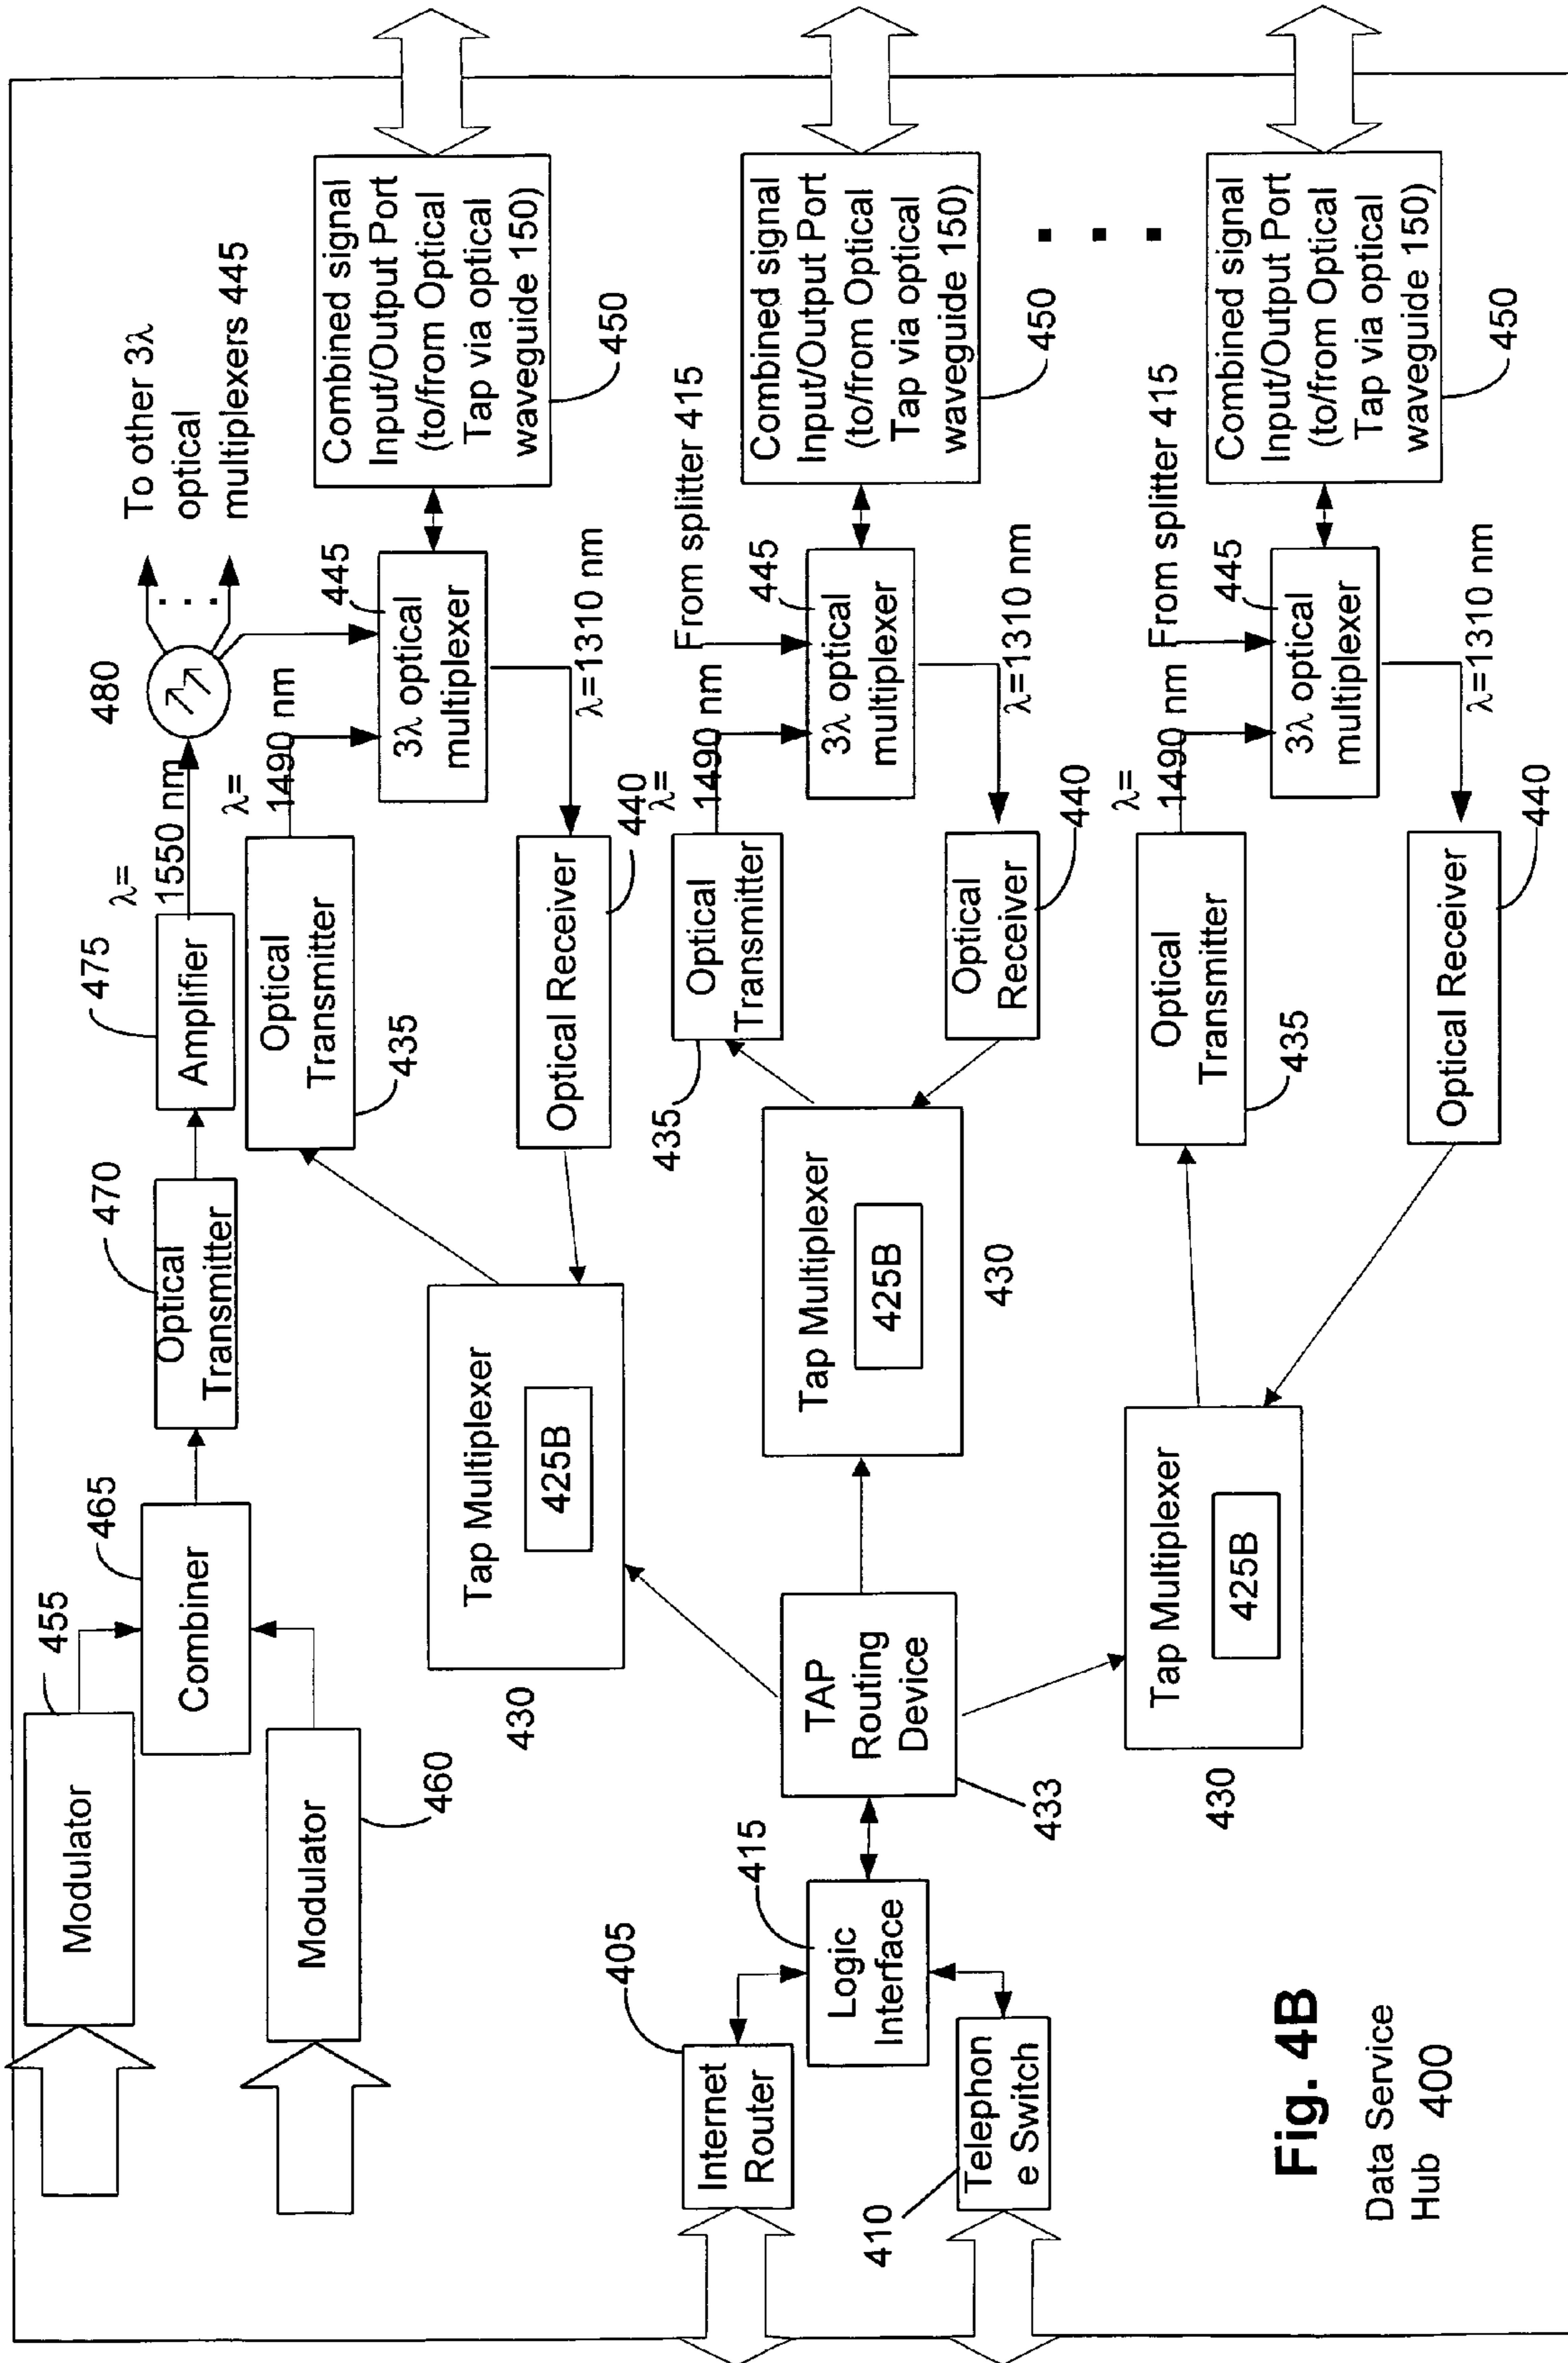 455
Modulator
Modulator
460
465
Combiner
470
Optical
Transmitter
475
Amplifier
λ=
1550 nm
480
To other 3λ
optical
multiplexers 445
Tap Multiplexer
425B
430
Optical
Transmitter
435
λ=
1490 nm
Optical Receiver
440
445
3λ optical
multiplexer
λ=1310 nm
Combined signal
Input/Output Port
(to/from Optical
Tap via optical
waveguide 150)
450
Internet
Router
405
Telephon
e Switch
410
415
Logic
Interface
TAP
Routing
Device
433
Tap Multiplexer
425B
430
Optical
Transmitter
435
λ=
1490 nm
Optical
Receiver
440
From splitter 415
445
3λ optical
multiplexer
λ=1310 nm
Combined signal
Input/Output Port
(to/from Optical
Tap via optical
waveguide 150)
450
Tap Multiplexer
425B
430
Optical
Transmitter
435
λ=
1490 nm
Optical Receiver
440
From splitter 415
445
3λ optical
multiplexer
λ=1310 nm
Combined signal
Input/Output Port
(to/from Optical
Tap via optical
waveguide 150)
450
Fig. 4B
Data Service
Hub 400